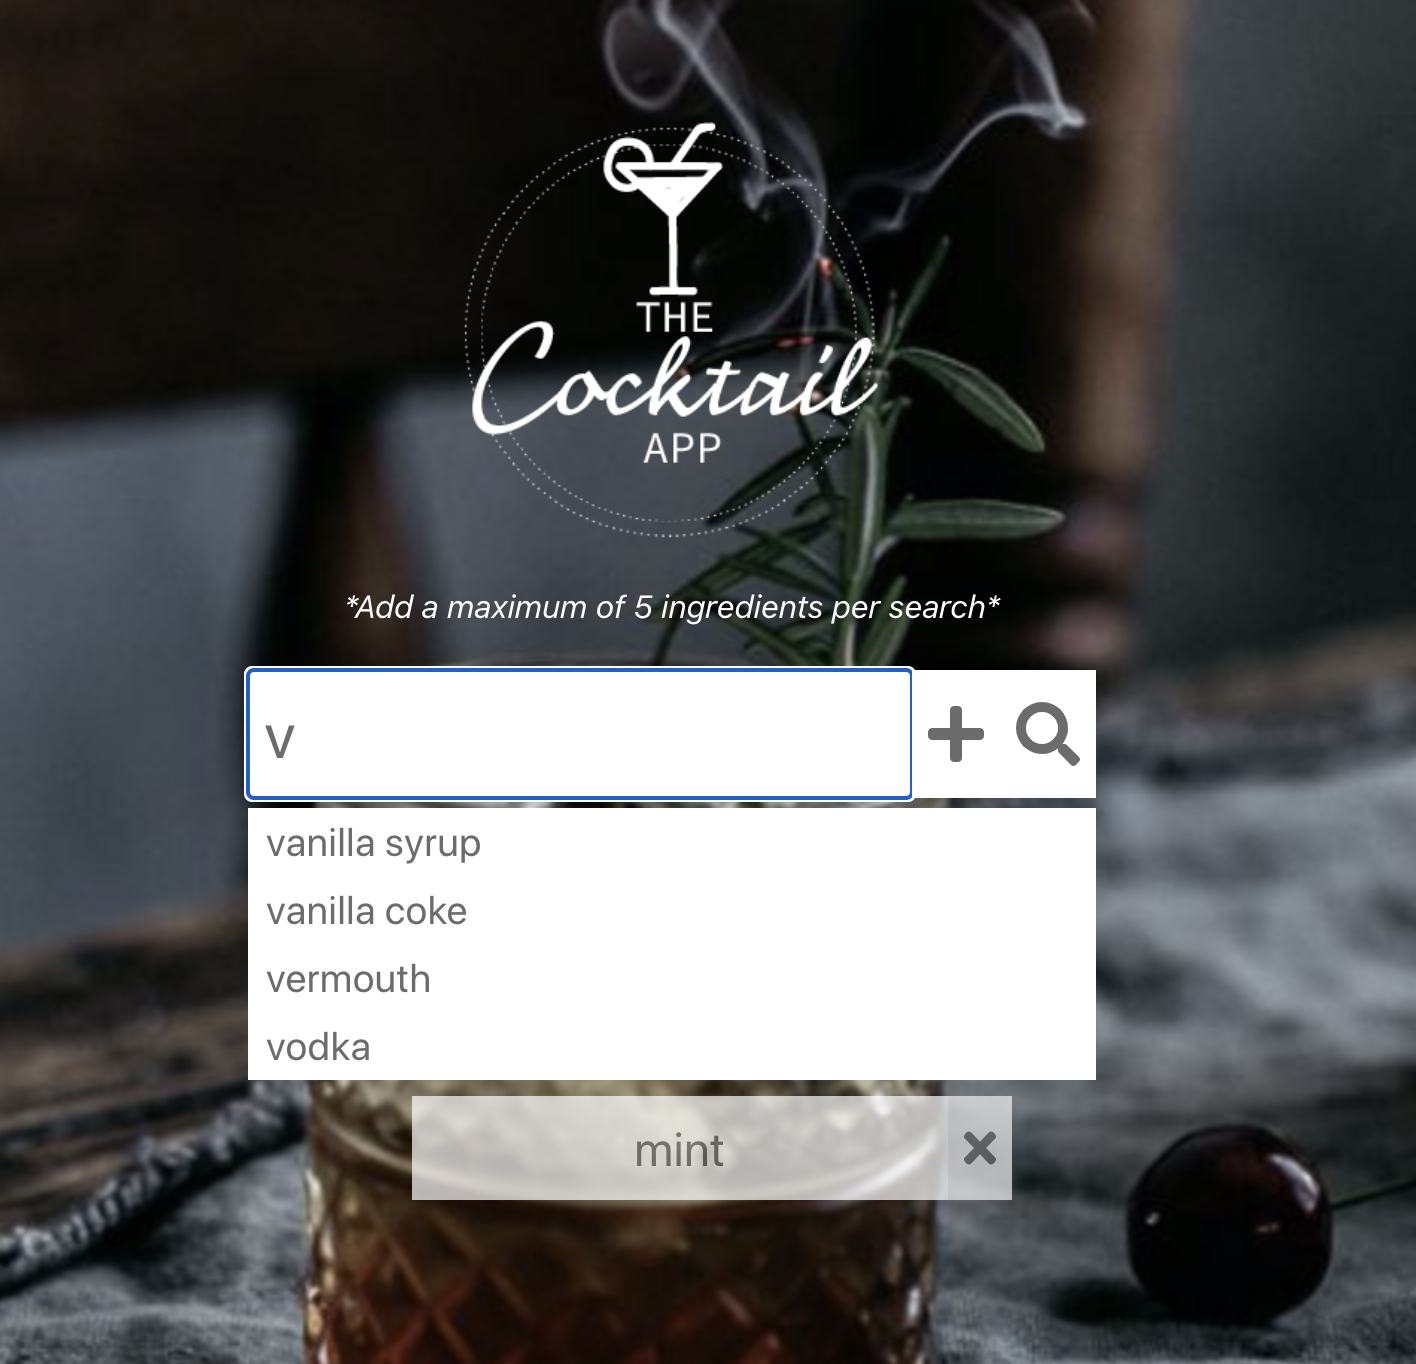 THE
Cocktail
APP
*Add a maximum of 5 ingredients per search*
v
vanilla syrup
vanilla coke
vermouth
vodka
mint